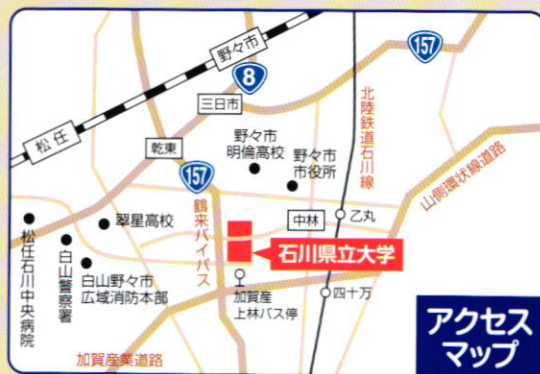 157
野々市
8
三日市
松任
北陸鉄道石川線
山側環状線道路
乾東
野々市
明倫高校
野々市
市役所
157
鶴来バイパス
中林
乙丸
翠星高校
石川県立大学
松任石川中央病院
白山警察署
白山野々市
広域消防本部
加賀産
上林バス停
四十万
加賀産業道路
アクセス
マップ